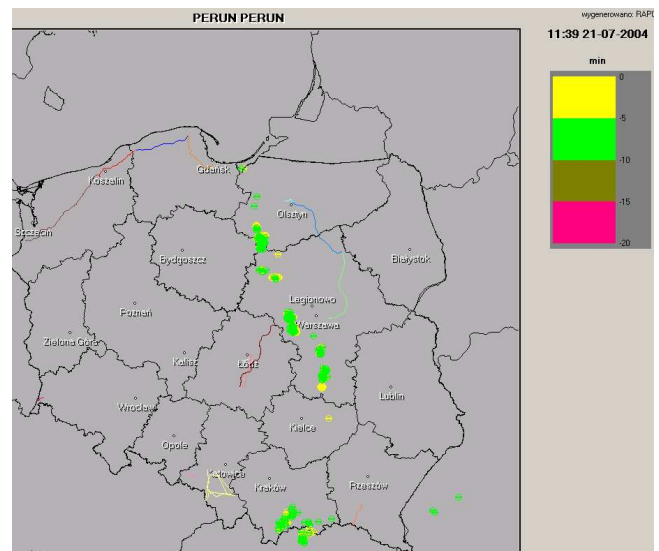 PERUN PERUN
wygenerowano: RAPO
11:39 21-07-2004
min
0
-5
-10
-15
-20
Gdańsk
Koszalin
Olsztyn
Szczecin
Bydgoszcz
Białystok
Legionowo
Poznań
Warszawa
Zielona Góra
Kalisz
Łódź
Lublin
Wrocław
Kielce
Opole
Katowice
Kraków
Rzeszów